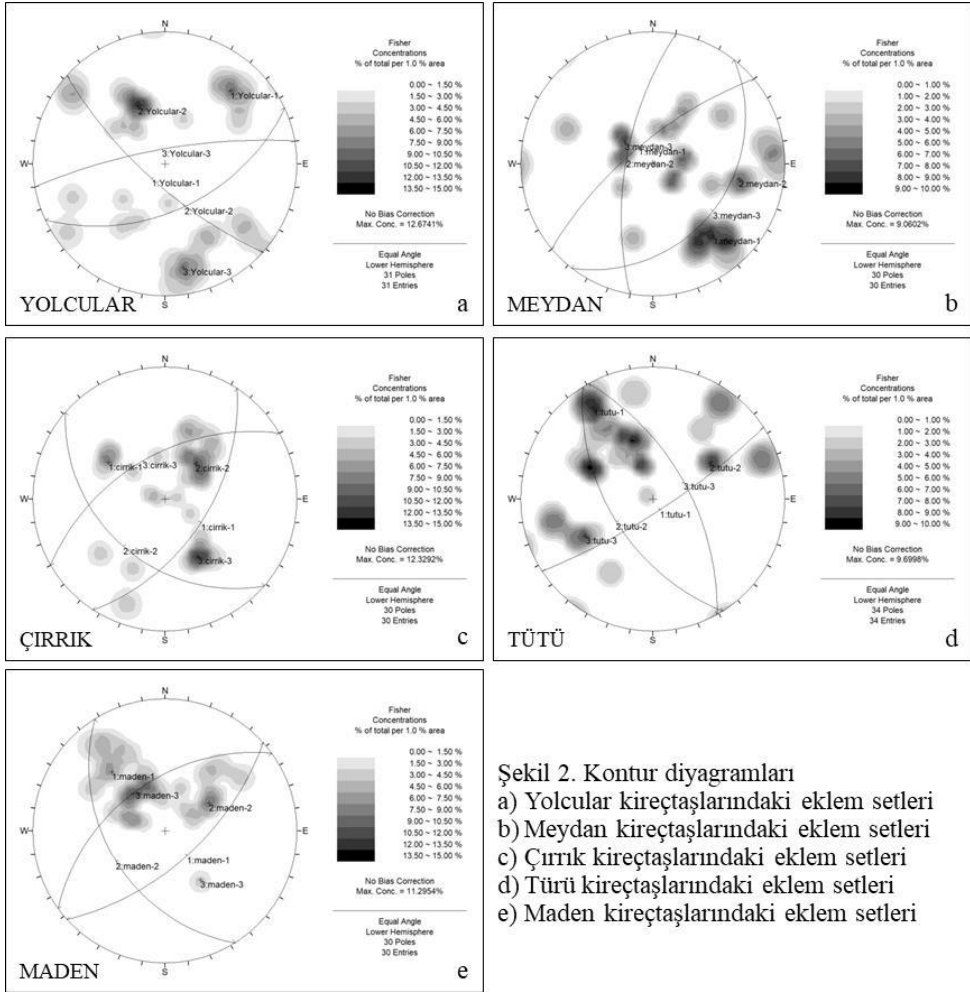 N
W
E
S
1:Yolcular-1
2:Yolcular-2
3:Yolcular-3
1:Yolcular-1
2:Yolcular-2
3:Yolcular-3
Fisher
Concentrations
% of total per 1.0 % area
0.00 ~ 1.50 %
1.50 ~ 3.00 %
3.00 ~ 4.50 %
4.50 ~ 6.00 %
6.00 ~ 7.50 %
7.50 ~ 9.00 %
9.00 ~ 10.50 %
10.50 ~ 12.00 %
12.00 ~ 13.50 %
13.50 ~ 15.00 %
No Bias Correction
Max. Conc. = 12.6741%
Equal Angle
Lower Hemisphere
31 Poles
31 Entries
YOLCULAR
a
N
W
E
S
3:meydan-3
1:meydan-1
2:meydan-2
2:meydan-2
3:meydan-3
1:meydan-1
Fisher
Concentrations
% of total per 1.0 % area
0.00 ~ 1.00 %
1.00 ~ 2.00 %
2.00 ~ 3.00 %
3.00 ~ 4.00 %
4.00 ~ 5.00 %
5.00 ~ 6.00 %
6.00 ~ 7.00 %
7.00 ~ 8.00 %
8.00 ~ 9.00 %
9.00 ~ 10.00 %
No Bias Correction
Max. Conc. = 9.0602%
Equal Angle
Lower Hemisphere
30 Poles
30 Entries
MEYDAN
b
N
W
E
S
1:cirrik-1
3:cirrik-3
2:cirrik-2
1:cirrik-1
2:cirrik-2
3:cirrik-3
Fisher
Concentrations
% of total per 1.0 % area
0.00 ~ 1.50 %
1.50 ~ 3.00 %
3.00 ~ 4.50 %
4.50 ~ 6.00 %
6.00 ~ 7.50 %
7.50 ~ 9.00 %
9.00 ~ 10.50 %
10.50 ~ 12.00 %
12.00 ~ 13.50 %
13.50 ~ 15.00 %
No Bias Correction
Max. Conc. = 12.3292%
Equal Angle
Lower Hemisphere
30 Poles
30 Entries
ÇIRRIK
c
N
W
E
S
1:tutu-1
2:tutu-2
3:tutu-3
1:tutu-1
2:tutu-2
3:tutu-3
Fisher
Concentrations
% of total per 1.0 % area
0.00 ~ 1.00 %
1.00 ~ 2.00 %
2.00 ~ 3.00 %
3.00 ~ 4.00 %
4.00 ~ 5.00 %
5.00 ~ 6.00 %
6.00 ~ 7.00 %
7.00 ~ 8.00 %
8.00 ~ 9.00 %
9.00 ~ 10.00 %
No Bias Correction
Max. Conc. = 9.6998%
Equal Angle
Lower Hemisphere
34 Poles
34 Entries
TÜTÜ
d
N
W
E
S
1:maden-1
3:maden-3
2:maden-2
1:maden-1
2:maden-2
3:maden-3
Fisher
Concentrations
% of total per 1.0 % area
0.00 ~ 1.50 %
1.50 ~ 3.00 %
3.00 ~ 4.50 %
4.50 ~ 6.00 %
6.00 ~ 7.50 %
7.50 ~ 9.00 %
9.00 ~ 10.50 %
10.50 ~ 12.00 %
12.00 ~ 13.50 %
13.50 ~ 15.00 %
No Bias Correction
Max. Conc. = 11.2954%
Equal Angle
Lower Hemisphere
30 Poles
30 Entries
MADEN
e
Şekil 2. Kontur diyagramları
a) Yolcular kireçtaşlarındaki eklem setleri
b) Meydan kireçtaşlarındaki eklem setleri
c) Çırrık kireçtaşlarındaki eklem setleri
d) Türü kireçtaşlarındaki eklem setleri
e) Maden kireçtaşlarındaki eklem setleri